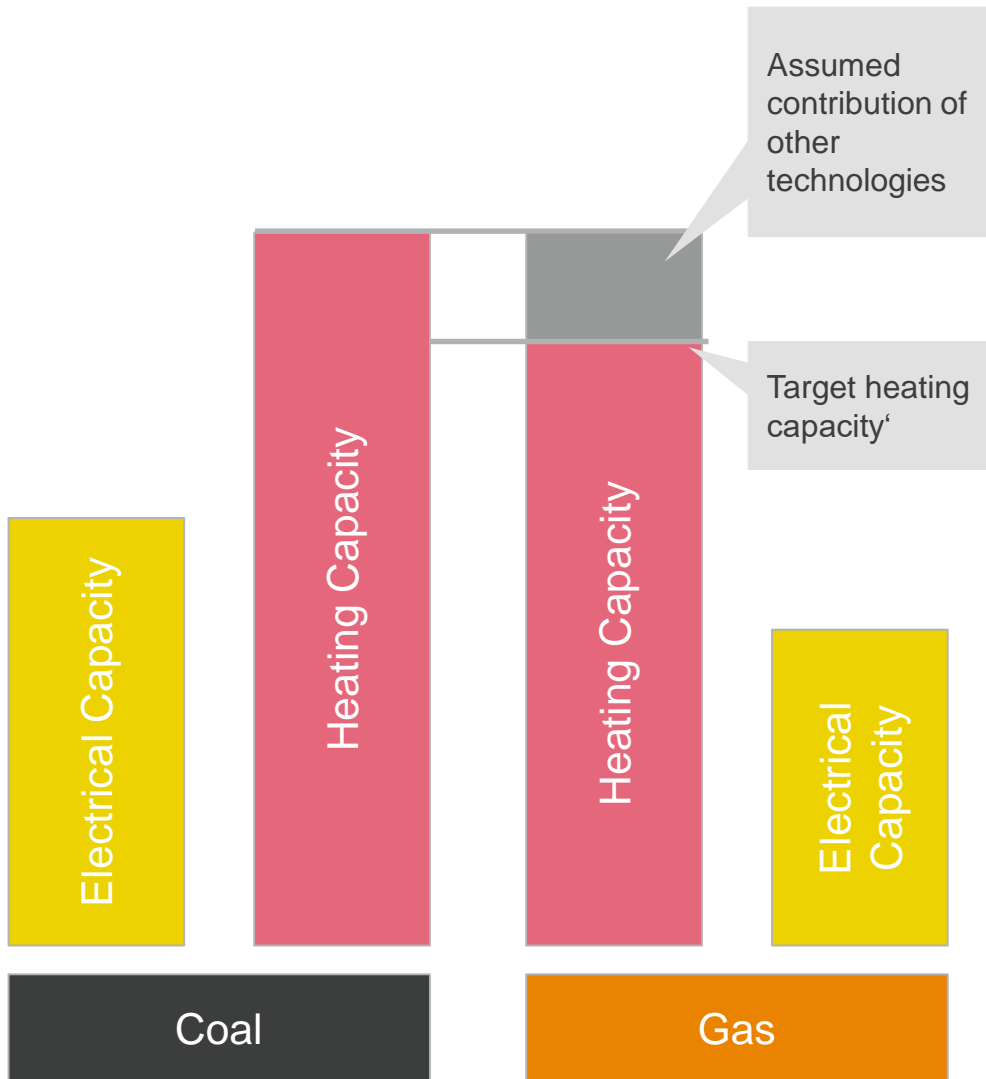 Assumed
contribution of
other
technologies
Target heating
capacity‘
Electrical Capacity
Heating Capacity
Heating Capacity
Electrical
Capacity
Coal
Gas